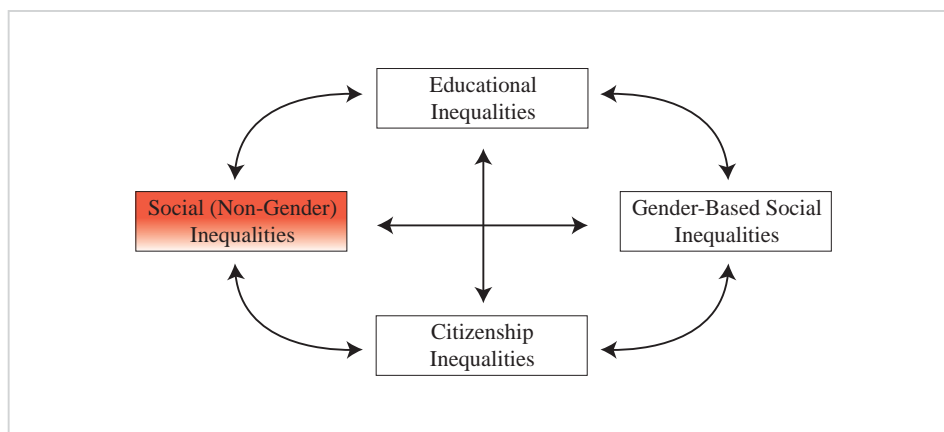 Educational
Inequalities
Social (Non-Gender)
Inequalities
Gender-Based Social
Inequalities
Citizenship
Inequalities